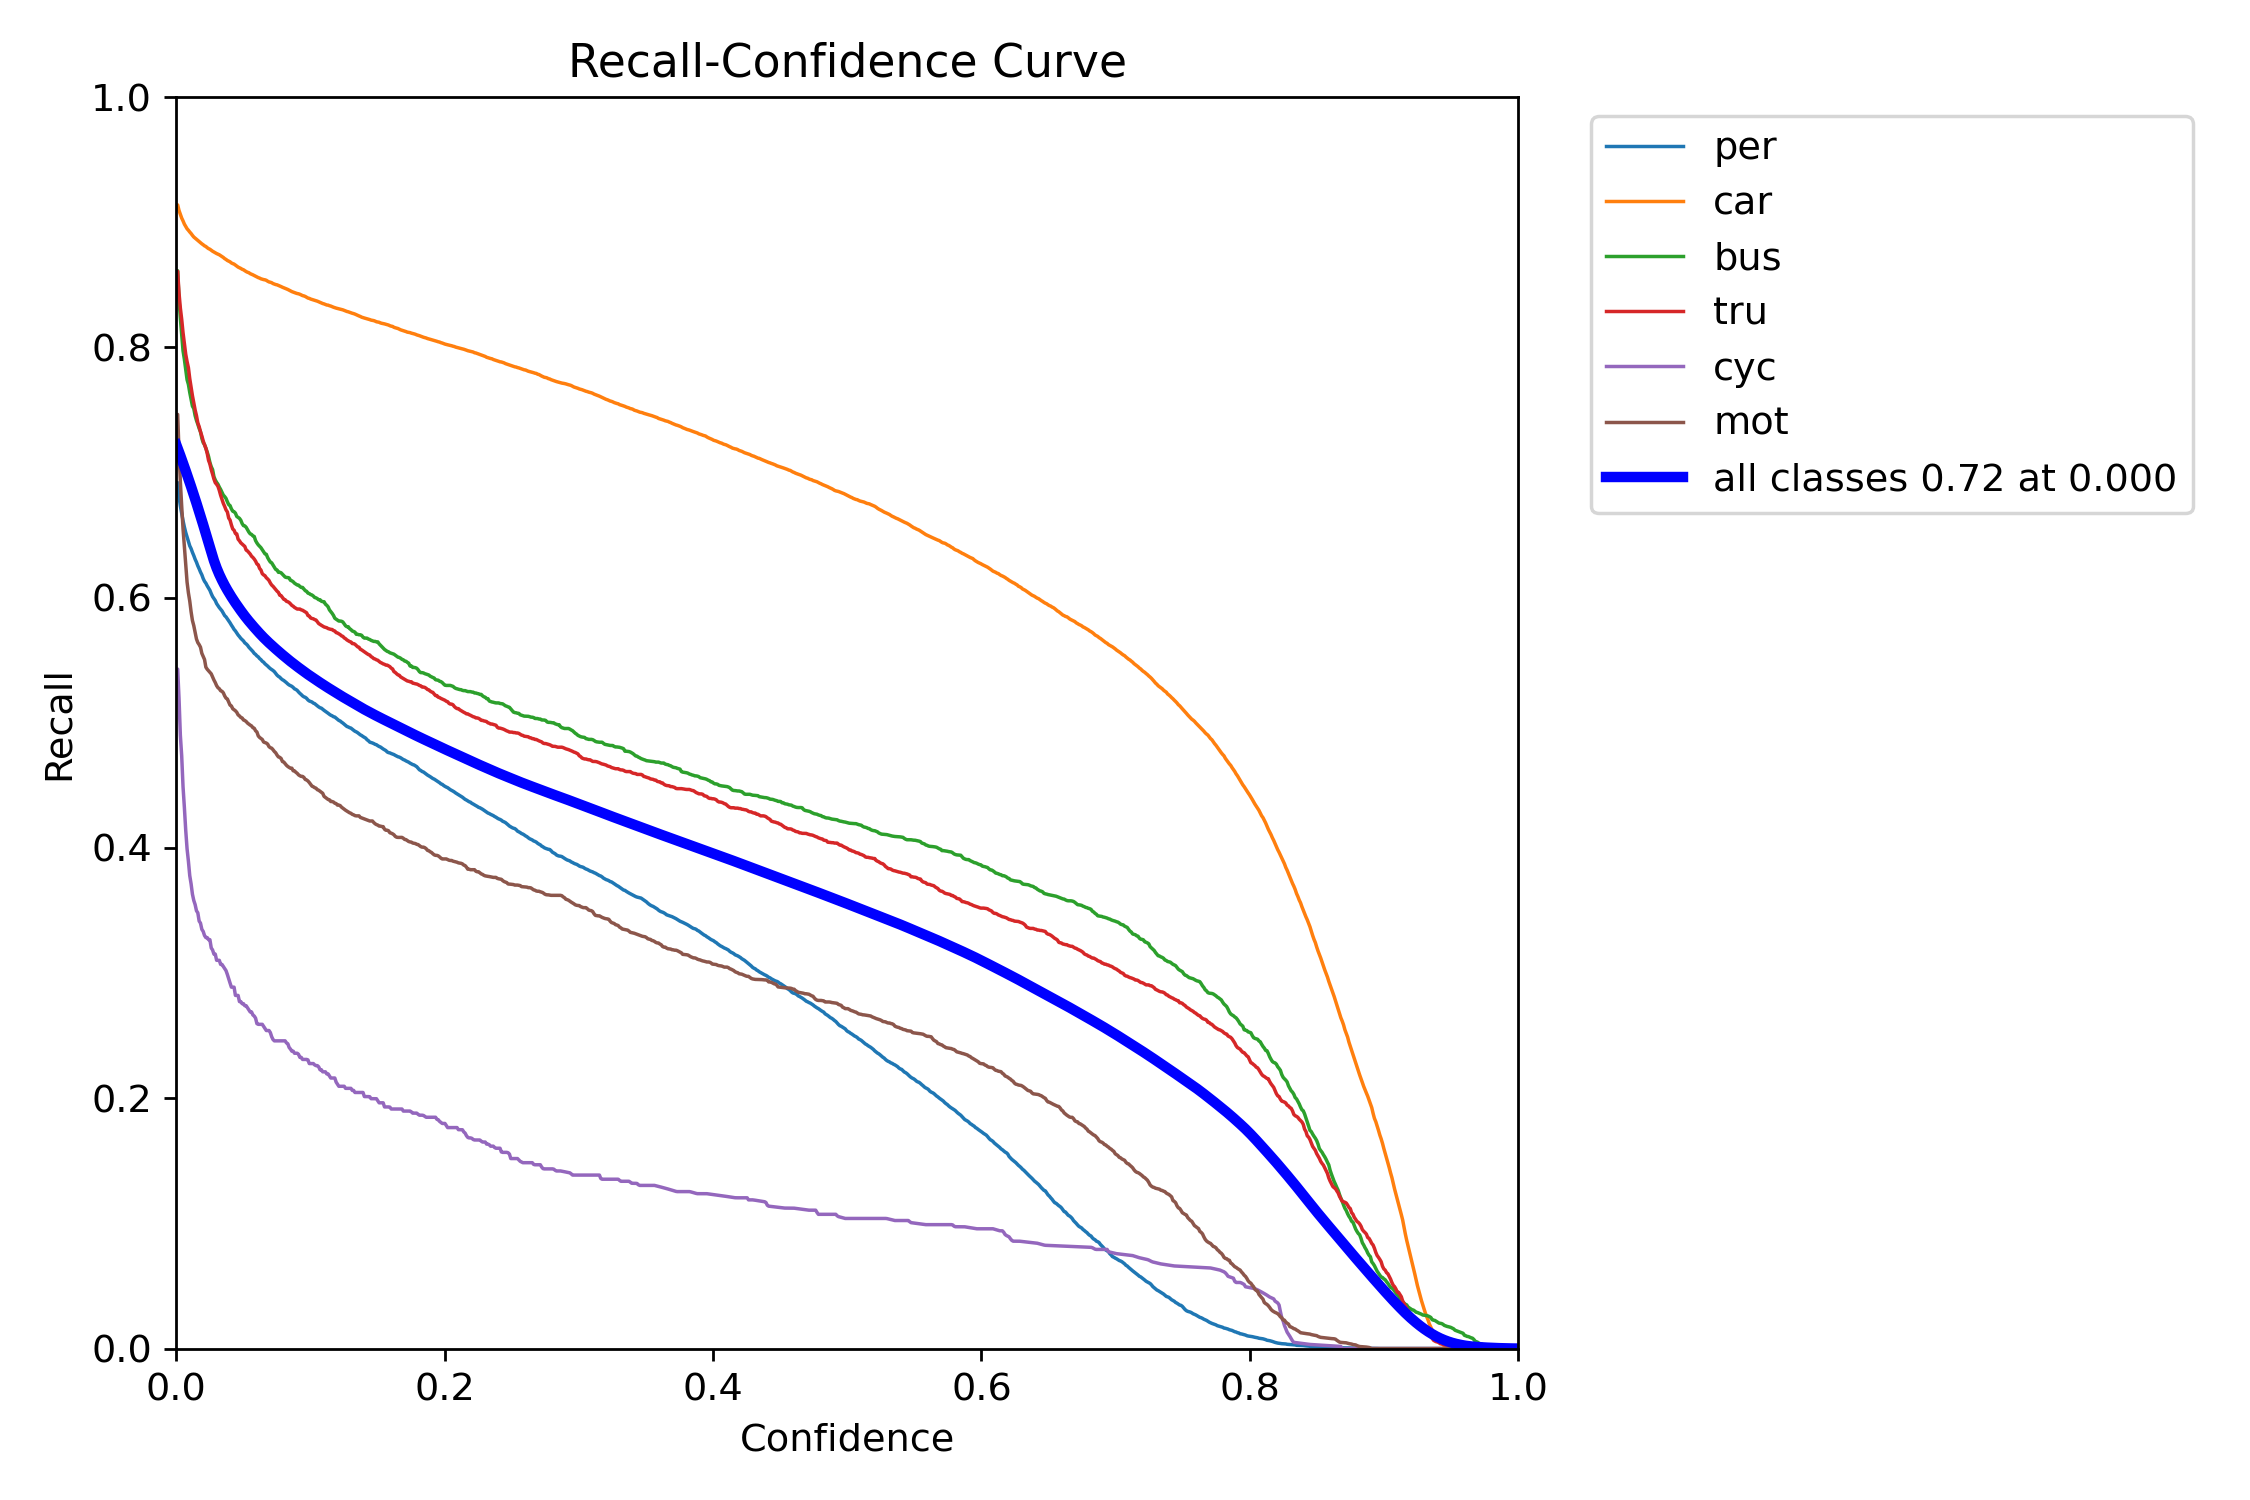 Recall-Confidence Curve
1.0
0.8
0.6
0.4
0.2
0.0
Recall
0.0 0.2 0.4 0.6 0.8 1.0
Confidence
per
car
bus
tru
cyc
mot
all classes 0.72 at 0.000